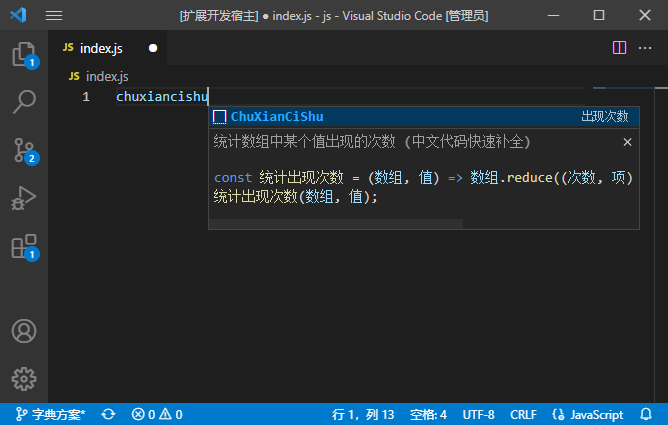 [扩展开发宿主] ● index.js - js - Visual Studio Code [管理员]
JS index.js ●
JS index.js
1 chuxiancishu
ChuXianCiShu 出现次数
统计数组中某个值出现的次数 (中文代码快速补全)
const 统计出现次数 = (数组, 值) => 数组.reduce((次数, 项)
统计出现次数(数组, 值);
1
2
1
字典方案* 0 0 行 1，列 13 空格: 4 UTF-8 CRLF JavaScript